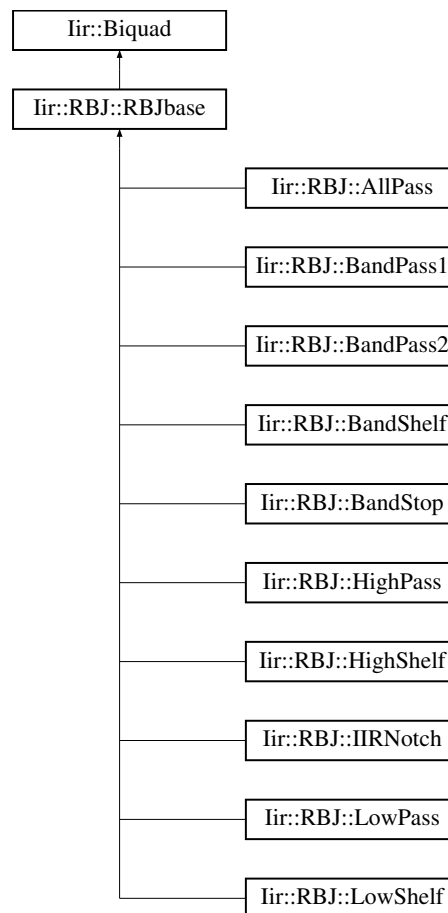 Iir::Biquad
Iir::RBJ::RBJbase
Iir::RBJ::AllPass
Iir::RBJ::BandPass1
Iir::RBJ::BandPass2
Iir::RBJ::BandShelf
Iir::RBJ::BandStop
Iir::RBJ::HighPass
Iir::RBJ::HighShelf
Iir::RBJ::IIRNotch
Iir::RBJ::LowPass
Iir::RBJ::LowShelf